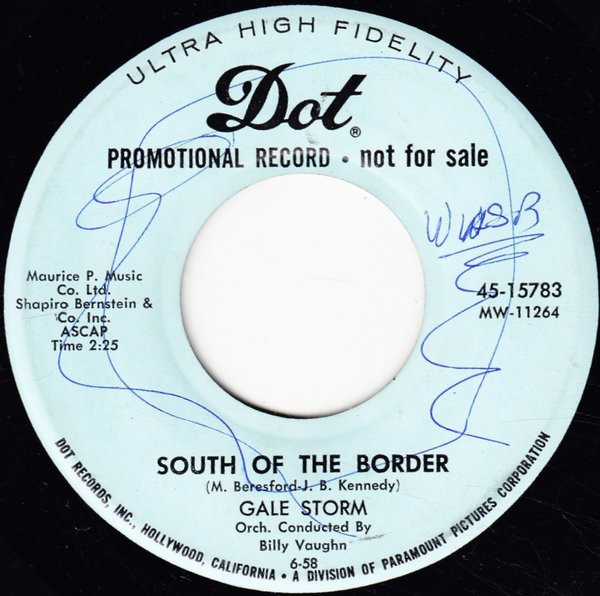 ULTRA HIGH FIDELITY
Dot®
PROMOTIONAL RECORD • not for sale
Maurice P. Music
Co. Ltd.
Shapiro Bernstein &
Co. Inc.
ASCAP
Time 2:25
45-15783
MW-11264
SOUTH OF THE BORDER
(M. Beresford-J. B. Kennedy)
GALE STORM
Orch. Conducted By
Billy Vaughn
6-58
DOT RECORDS, INC., HOLLYWOOD, CALIFORNIA • A DIVISION OF PARAMOUNT PICTURES CORPORATION